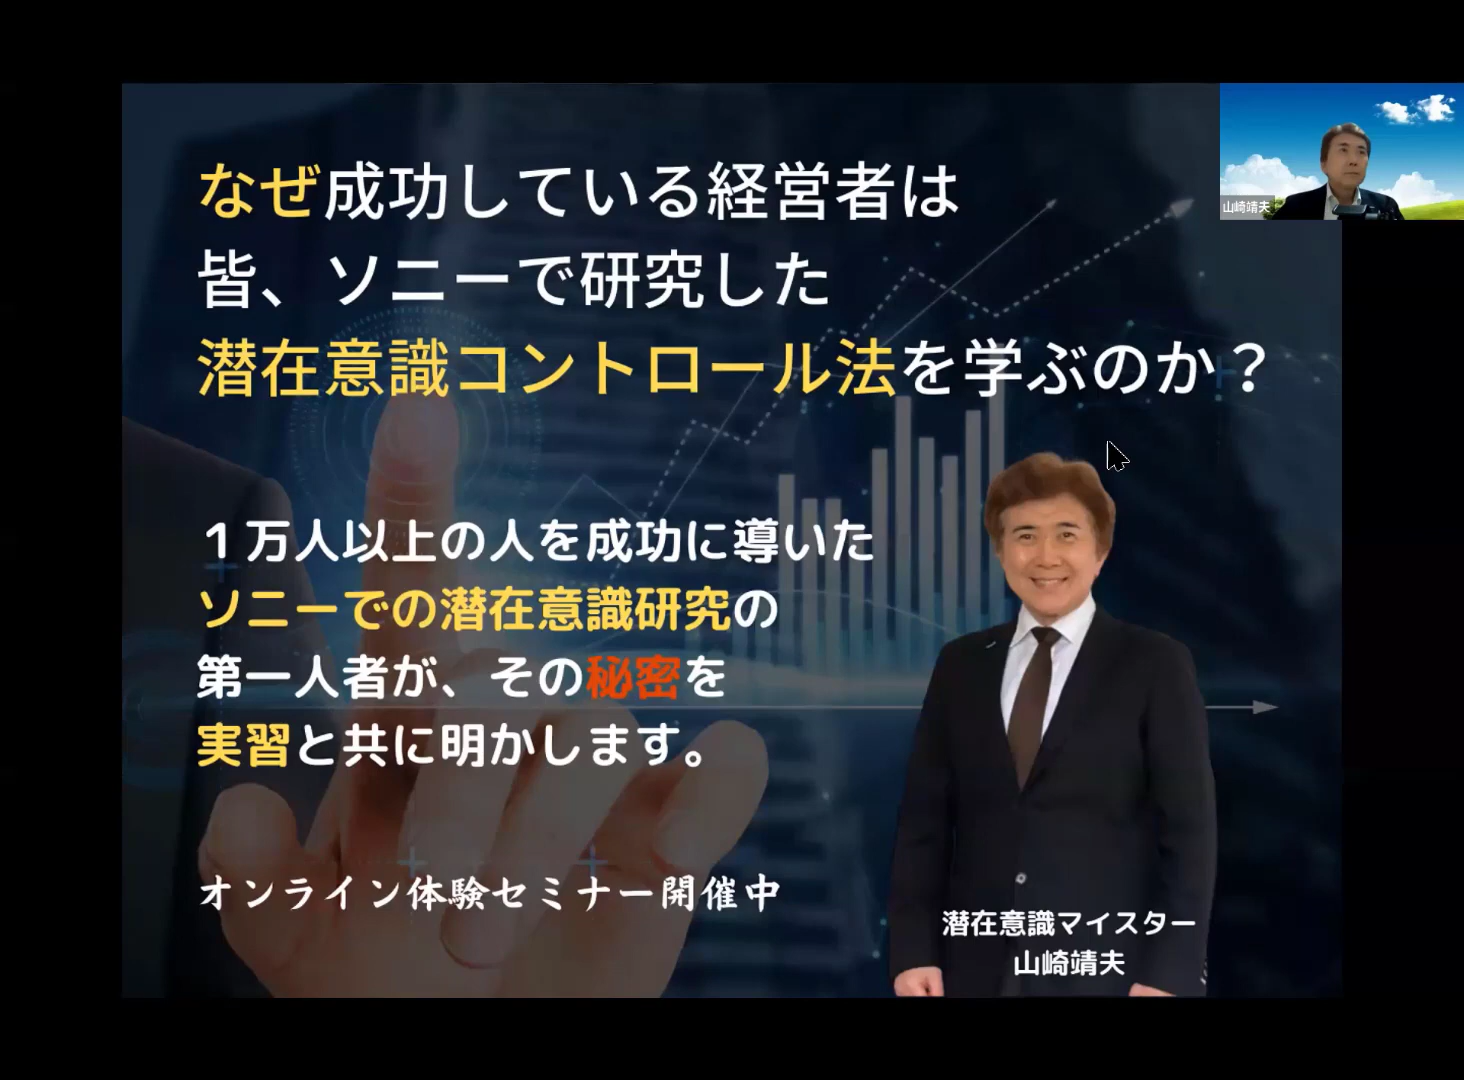 なぜ成功している経営者は
皆、ソニーで研究した
潜在意識コントロール法を学ぶのか？
１万人以上の人を成功に導いた
ソニーでの潜在意識研究の
第一人者が、その秘密を
実習と共に明かします。
オンライン体験セミナー開催中
潜在意識マイスター
山崎靖夫
山崎靖夫